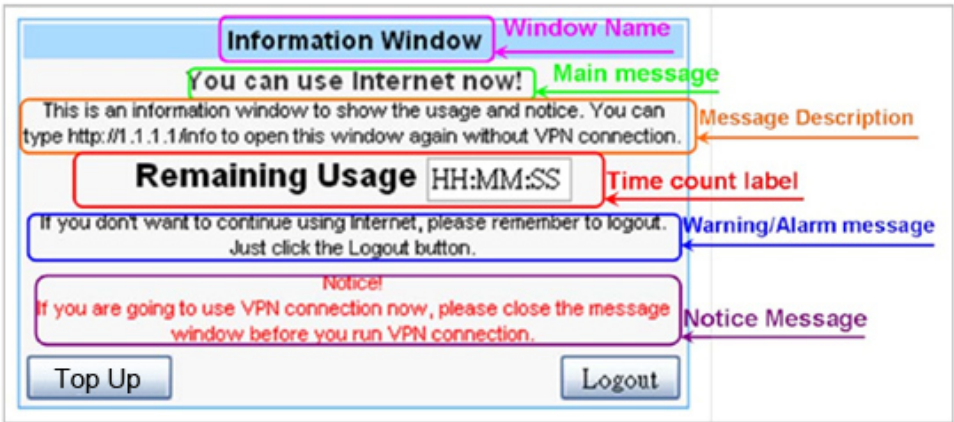 Information Window
Window Name
You can use Internet now!
Main message
This is an information window to show the usage and notice. You can
type http://1.1.1.1/info to open this window again without VPN connection.
Message Description
Remaining Usage HH:MM:SS
Time count label
If you don't want to continue using Internet, please remember to logout.
Just click the Logout button.
Warning/Alarm message
Notice!
If you are going to use VPN connection now, please close the message
window before you run VPN connection.
Notice Message
Top Up
Logout